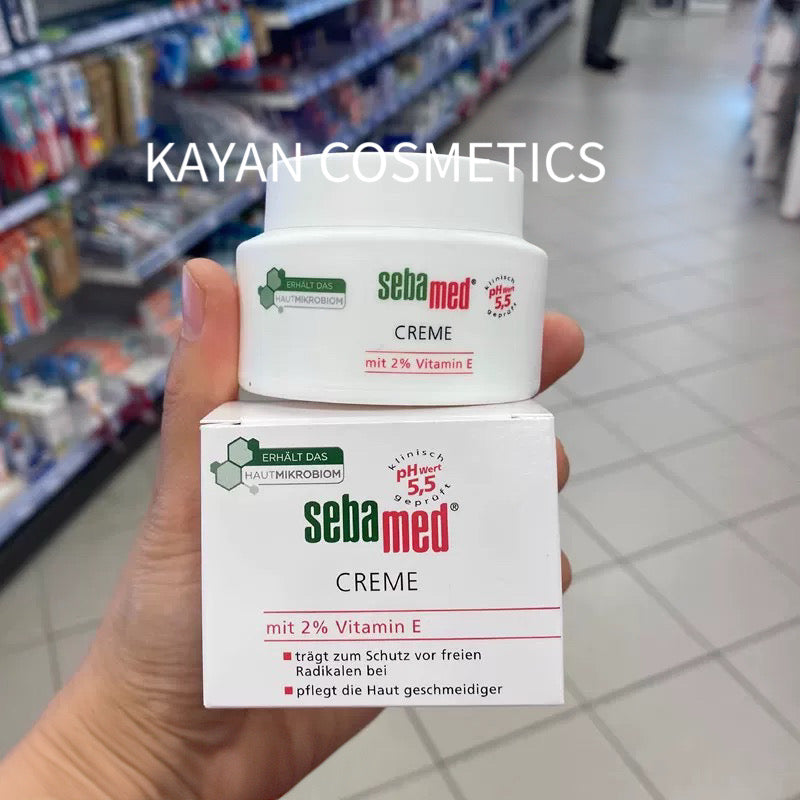 KAYAN COSMETICS
ERHÄLT DAS
HAUTMIKROBIOM
sebamed®
klinisch
pH Wert
5,5
geprüft
CREME
mit 2% Vitamin E
ERHÄLT DAS
HAUTMIKROBIOM
klinisch
pH Wert
5,5
geprüft
sebamed®
CREME
mit 2% Vitamin E
trägt zum Schutz vor freien
Radikalen bei
pflegt die Haut geschmeidiger